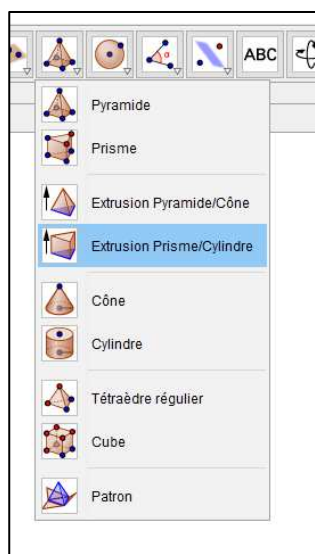 ABC
Pyramide
Prisme
Extrusion Pyramide/Cône
Extrusion Prisme/Cylindre
Cône
Cylindre
Tétraèdre régulier
Cube
Patron